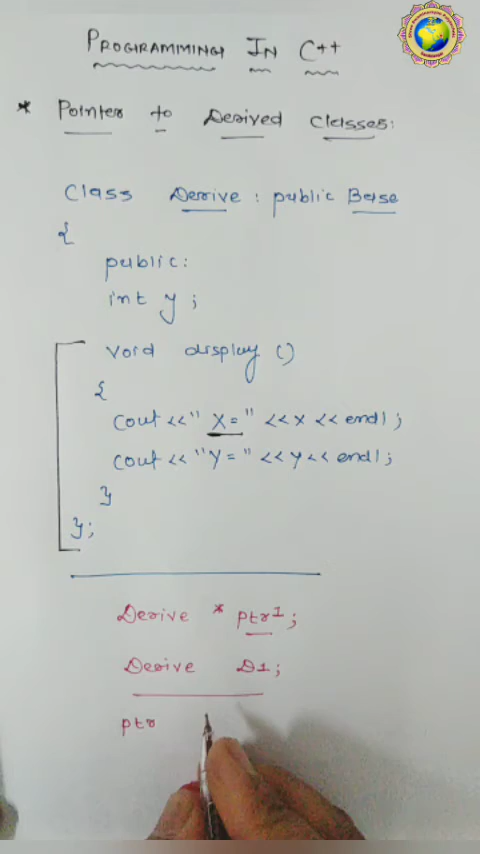 PROGRAMMING IN C++
* Pointer to Derived Classes:
Class Derive : public Base
{
public:
int y;
void display ()
{
cout <<" X=" <<x << endl;
cout << "Y=" <<y<< endl;
}
};
Derive * ptr1;
Derive D1;
ptr